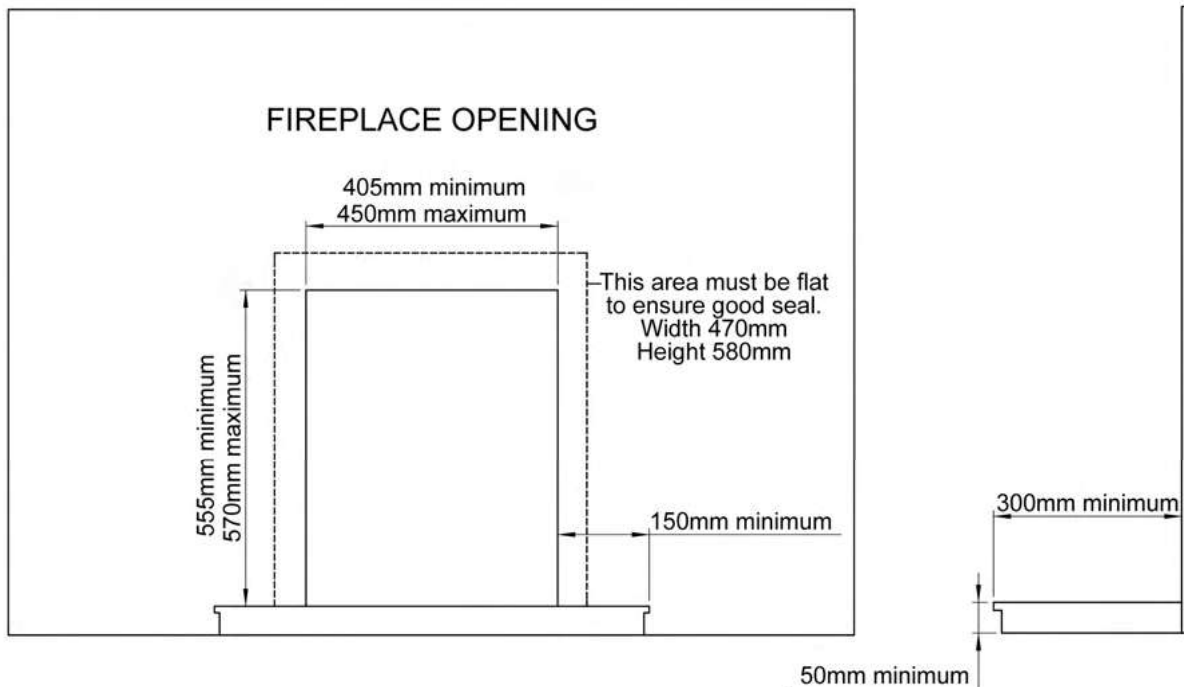 FIREPLACE OPENING
405mm minimum
450mm maximum
This area must be flat
to ensure good seal.
Width 470mm
Height 580mm
555mm minimum
570mm maximum
150mm minimum
300mm minimum
50mm minimum